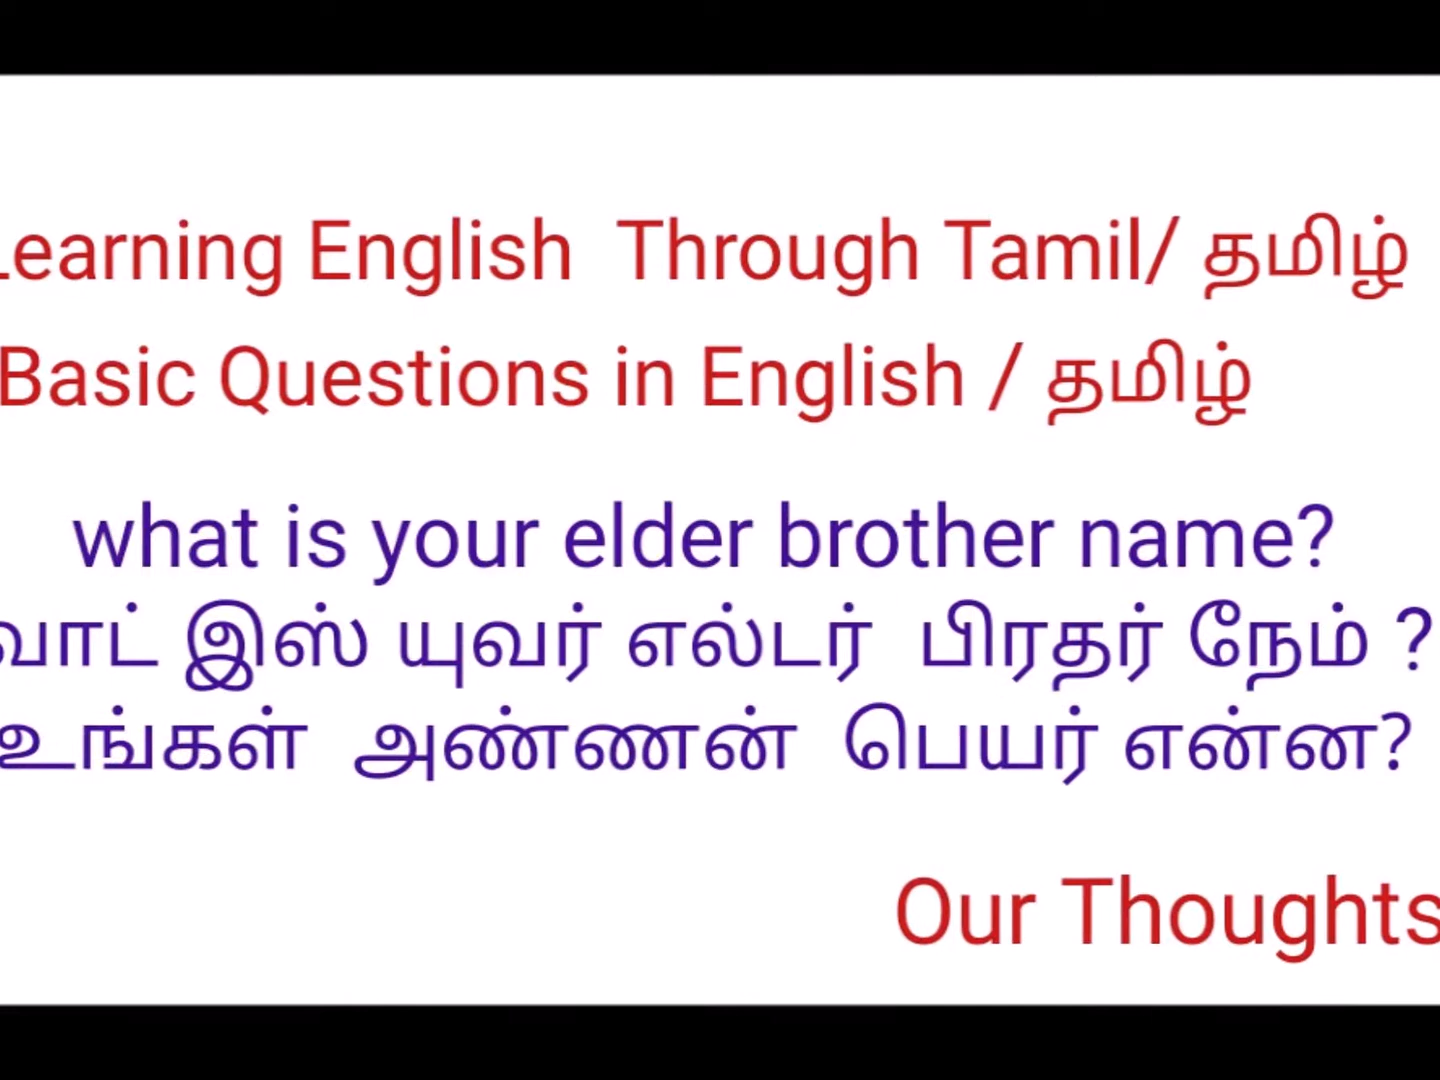 Learning English Through Tamil/ தமிழ்
Basic Questions in English / தமிழ்
what is your elder brother name?
வாட் இஸ் யுவர் எல்டர் பிரதர் நேம் ?
உங்கள் அண்ணன் பெயர் என்ன?
Our Thoughts